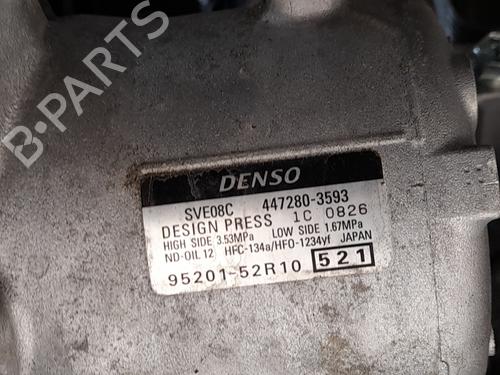 B-PARTS
DENSO
SVE08C 447280-3593
DESIGN PRESS 1C 0826
HIGH SIDE 3.53MPa LOW SIDE 1.67MPa
ND-OIL 12 HFC-134a/HFO-1234yf JAPAN
95201-52R10 521